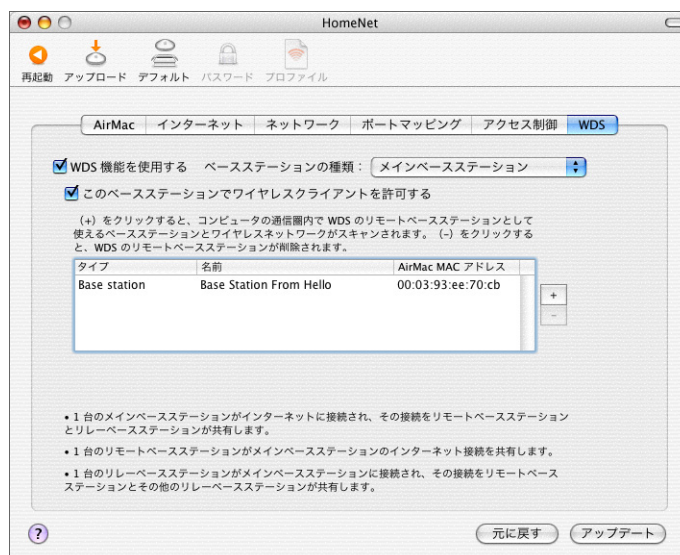 HomeNet
再起動 アップロード デフォルト パスワード プロファイル
AirMac インターネット ネットワーク ポートマッピング アクセス制御 WDS
WDS 機能を使用する ベースステーションの種類： メインベースステーション
このベースステーションでワイヤレスクライアントを許可する
（+）をクリックすると、コンピュータの通信圏内で WDS のリモートベースステーションとして
使えるベースステーションとワイヤレスネットワークがスキャンされます。（-）をクリックする
と、WDS のリモートベースステーションが削除されます。
タイプ 名前 AirMac MAC アドレス
Base station Base Station From Hello 00:03:93:ee:70:cb
+
-
• 1 台のメインベースステーションがインターネットに接続され、その接続をリモートベースステーション
とリレーベースステーションが共有します。
• 1 台のリモートベースステーションがメインベースステーションのインターネット接続を共有します。
• 1 台のリレーベースステーションがメインベースステーションに接続され、その接続をリモートベース
ステーションとその他のリレーベースステーションが共有します。
? 元に戻す アップデート